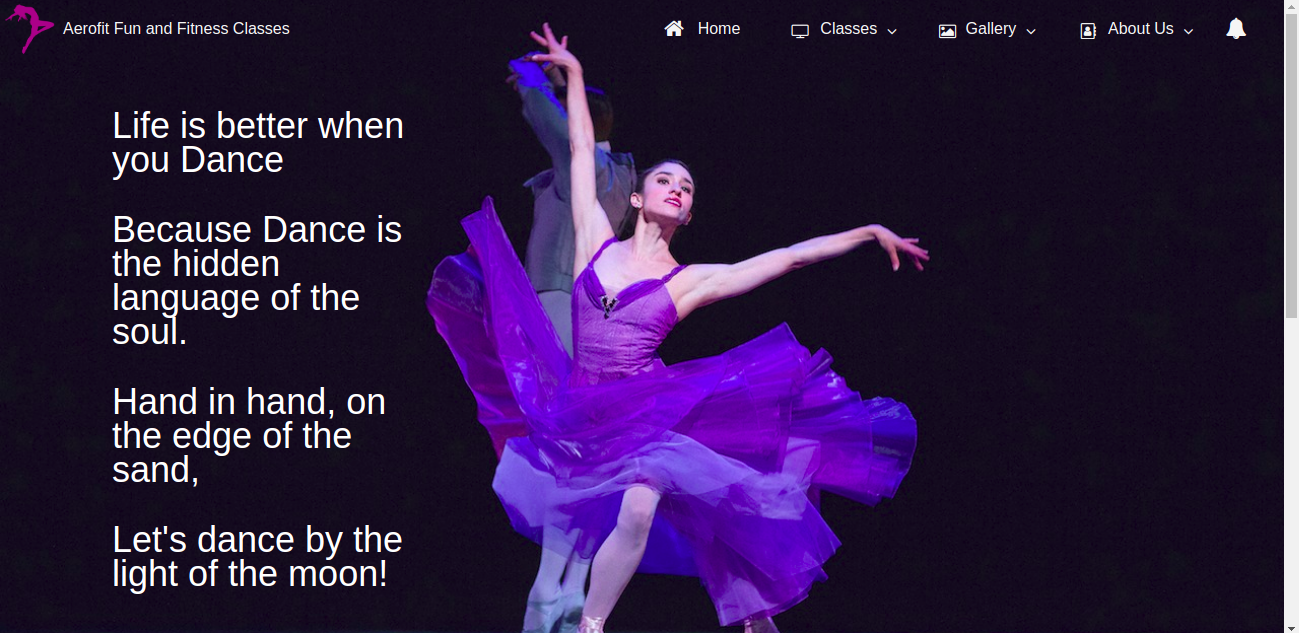 Aerofit Fun and Fitness Classes Home Classes Gallery About Us
Life is better when
you Dance
Because Dance is
the hidden
language of the
soul.
Hand in hand, on
the edge of the
sand,
Let's dance by the
light of the moon!